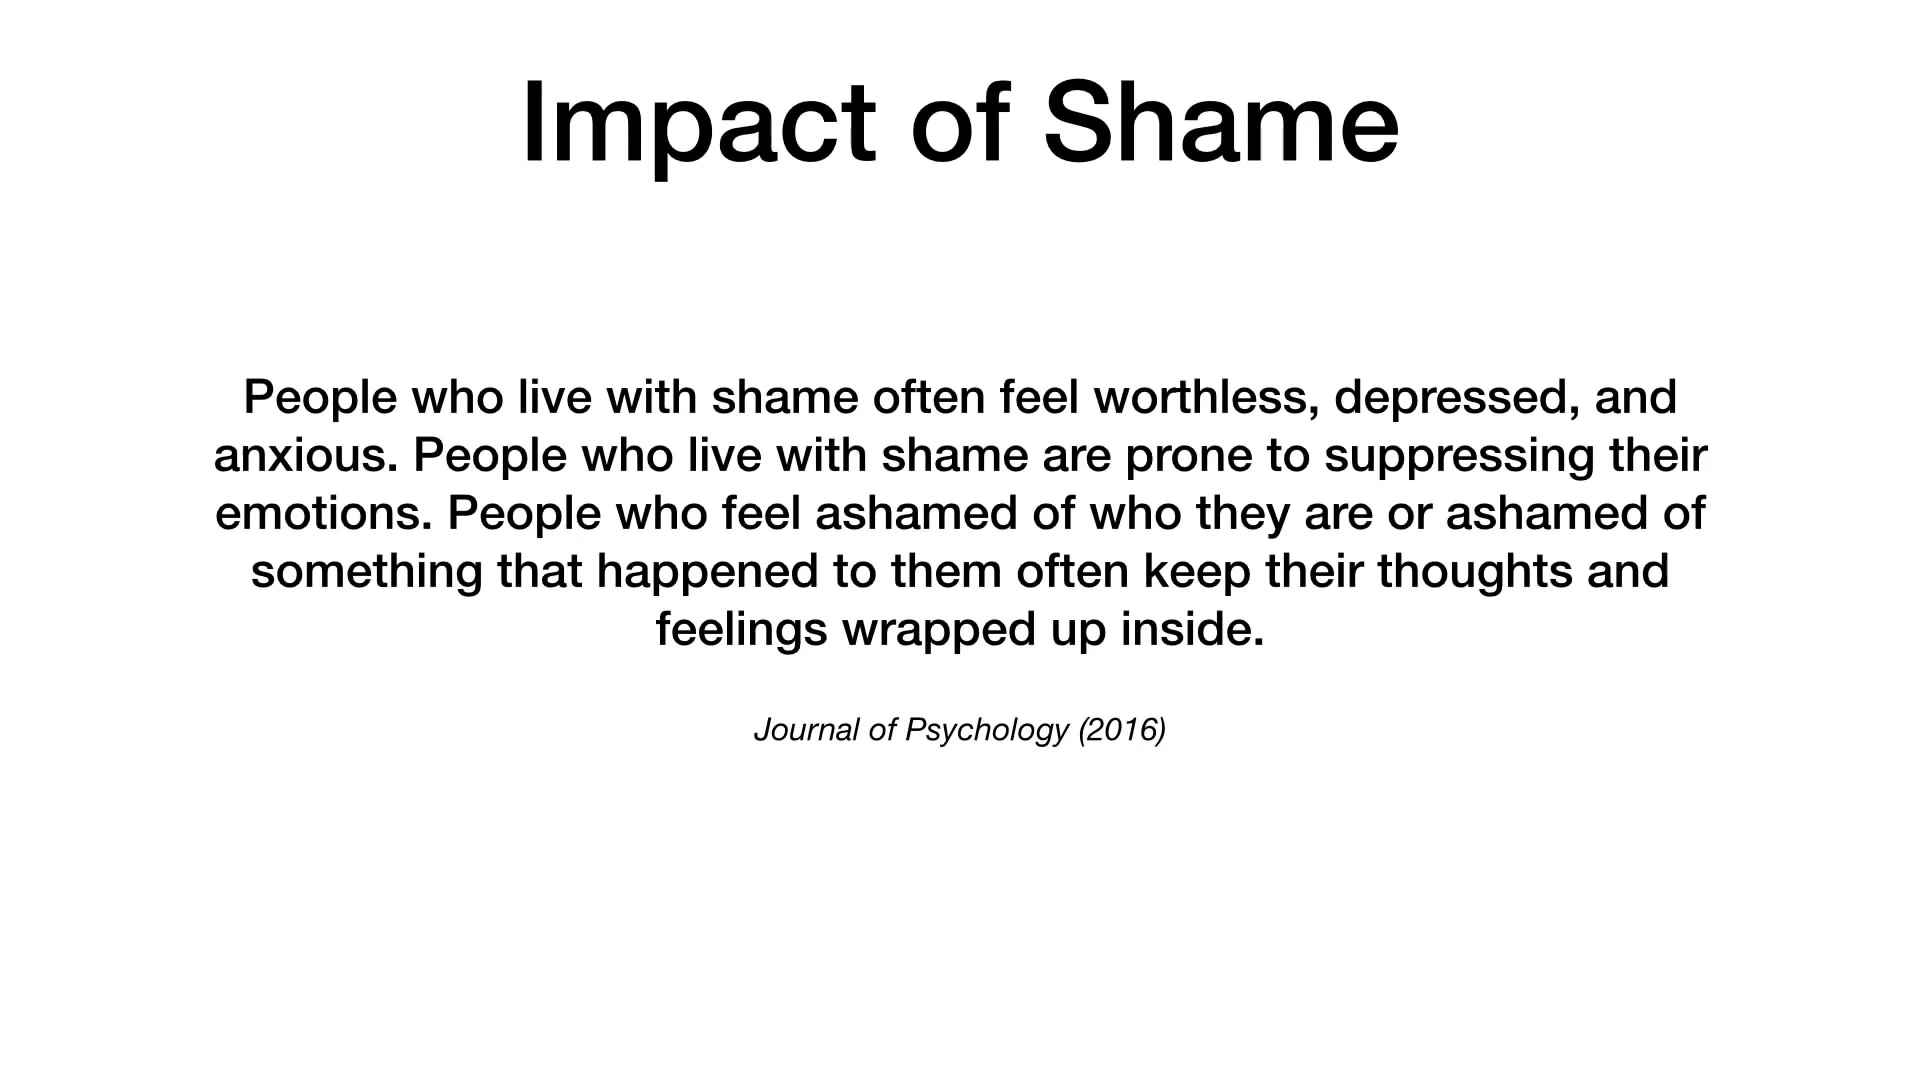 Impact of Shame
People who live with shame often feel worthless, depressed, and
anxious. People who live with shame are prone to suppressing their
emotions. People who feel ashamed of who they are or ashamed of
something that happened to them often keep their thoughts and
feelings wrapped up inside.
Journal of Psychology (2016)